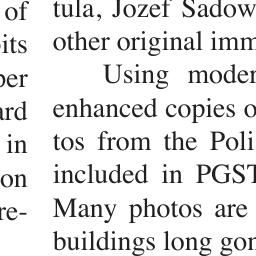 of
its
per
ard
in
on
re-
tula, Jozef Sadow
other original imm
Using moder
enhanced copies o
tos from the Poli
included in PGST
Many photos are
buildings long gon